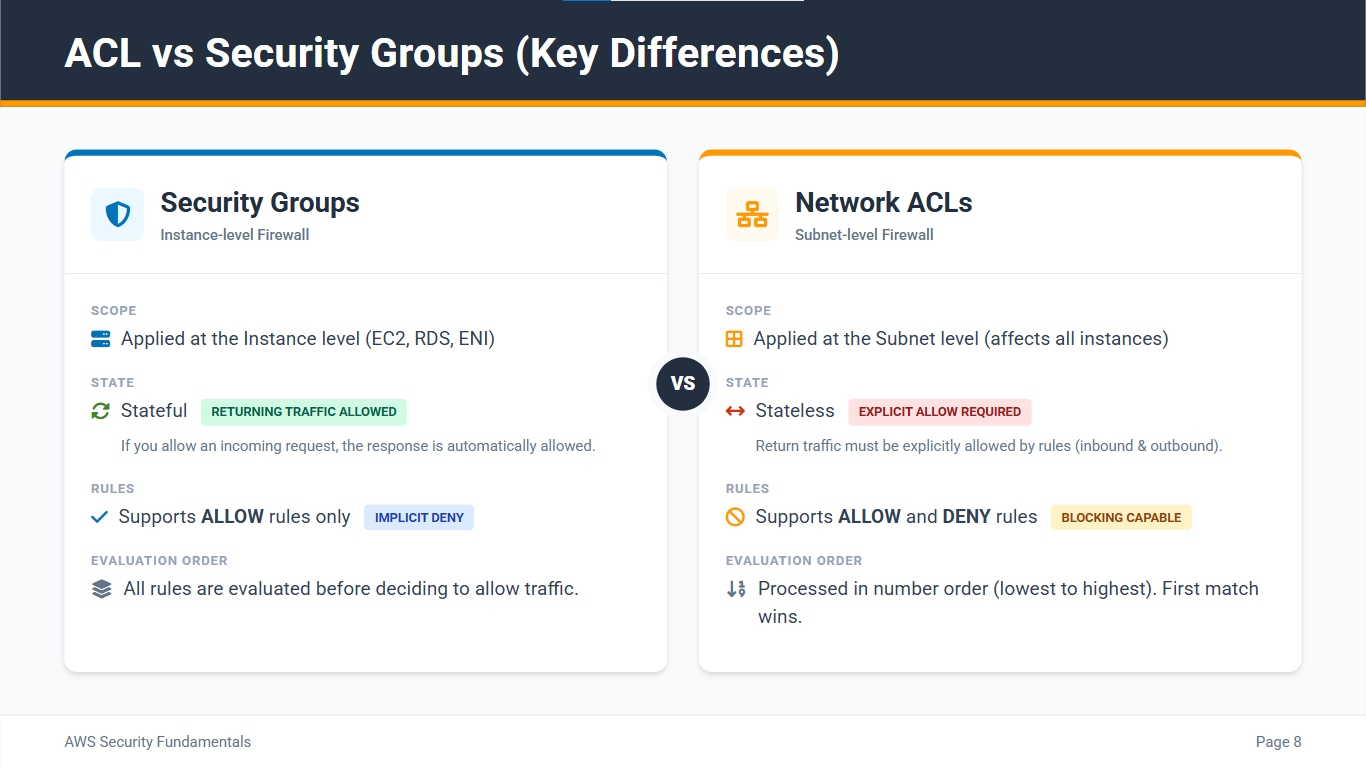 ACL vs Security Groups (Key Differences)
Security Groups
Instance-level Firewall
SCOPE
Applied at the Instance level (EC2, RDS, ENI)
STATE
Stateful RETURNING TRAFFIC ALLOWED
If you allow an incoming request, the response is automatically allowed.
RULES
Supports ALLOW rules only IMPLICIT DENY
EVALUATION ORDER
All rules are evaluated before deciding to allow traffic.
VS
Network ACLs
Subnet-level Firewall
SCOPE
Applied at the Subnet level (affects all instances)
STATE
Stateless EXPLICIT ALLOW REQUIRED
Return traffic must be explicitly allowed by rules (inbound & outbound).
RULES
Supports ALLOW and DENY rules BLOCKING CAPABLE
EVALUATION ORDER
Processed in number order (lowest to highest). First match
wins.
AWS Security Fundamentals
Page 8